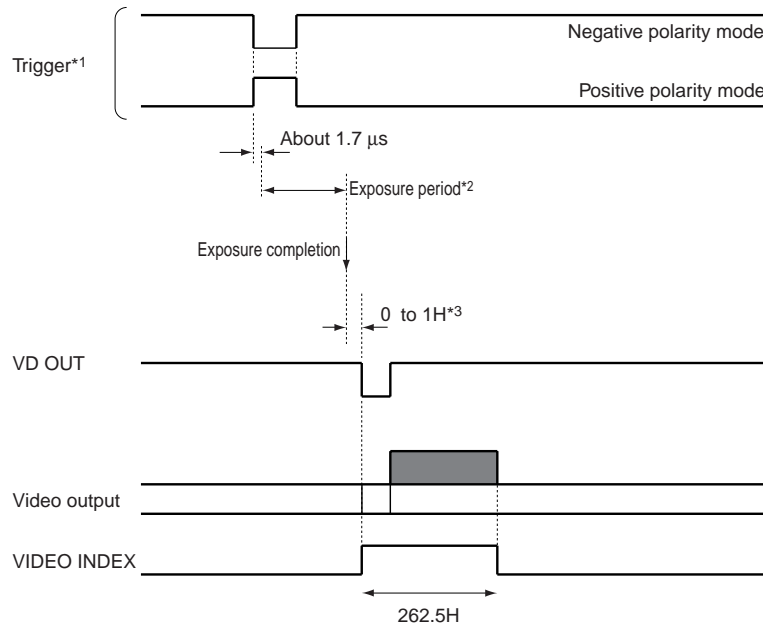 Negative polarity mode
Trigger*1
Positive polarity mode
About 1.7 µs
Exposure period*2
Exposure completion
0 to 1H*3
VD OUT
Video output
VIDEO INDEX
262.5H